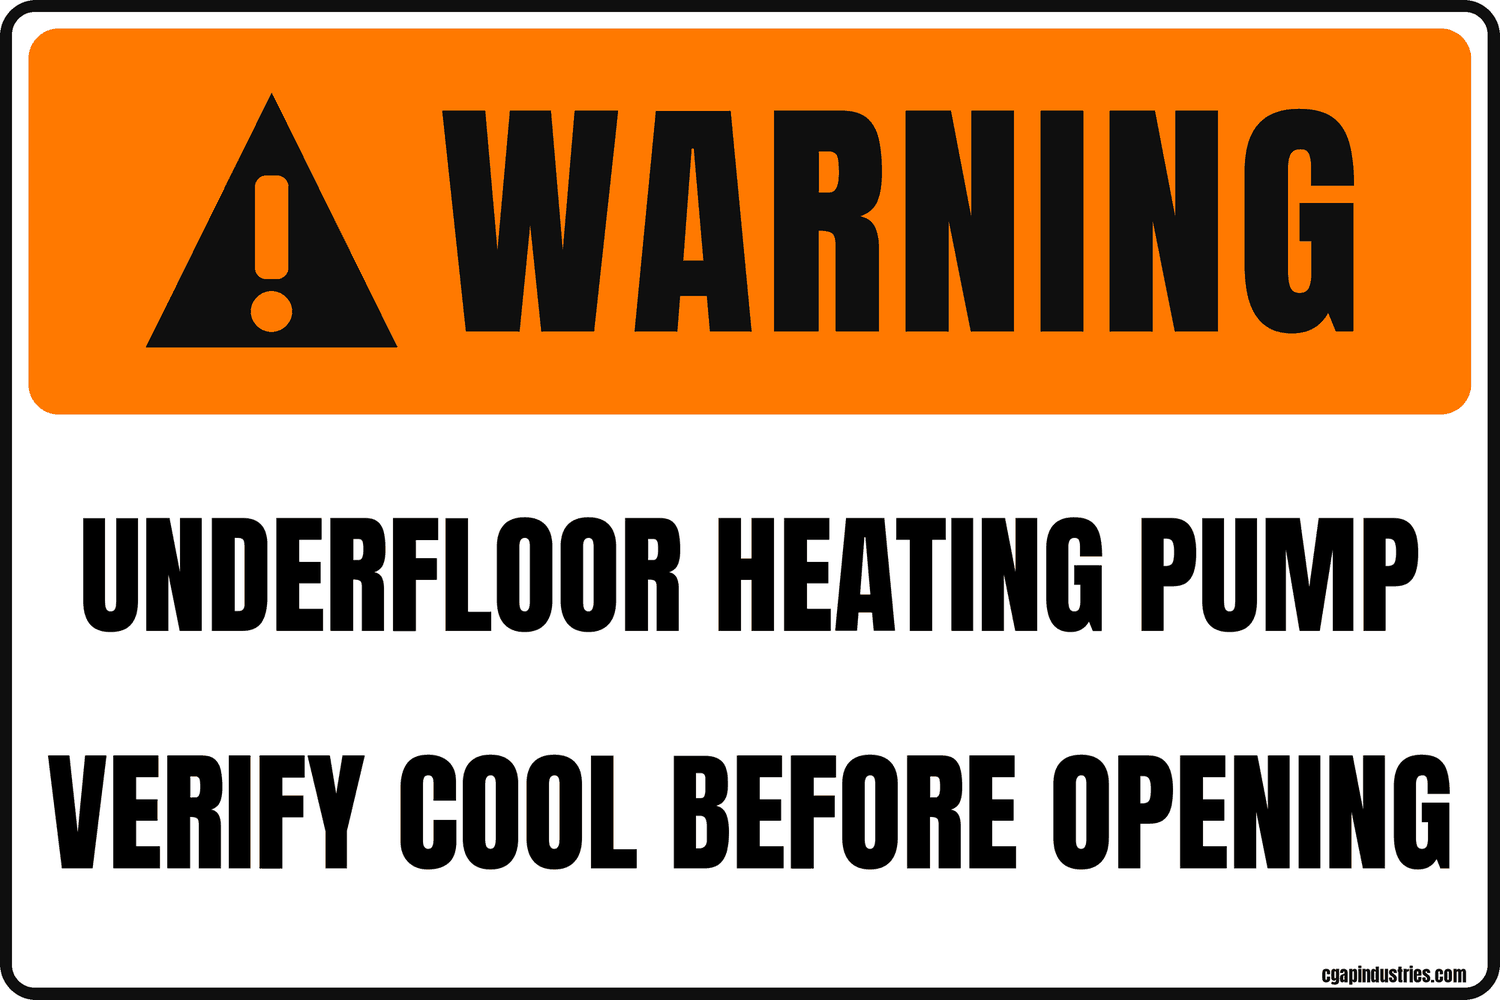 WARNING
UNDERFLOOR HEATING PUMP
VERIFY COOL BEFORE OPENING
cgapindustries.com